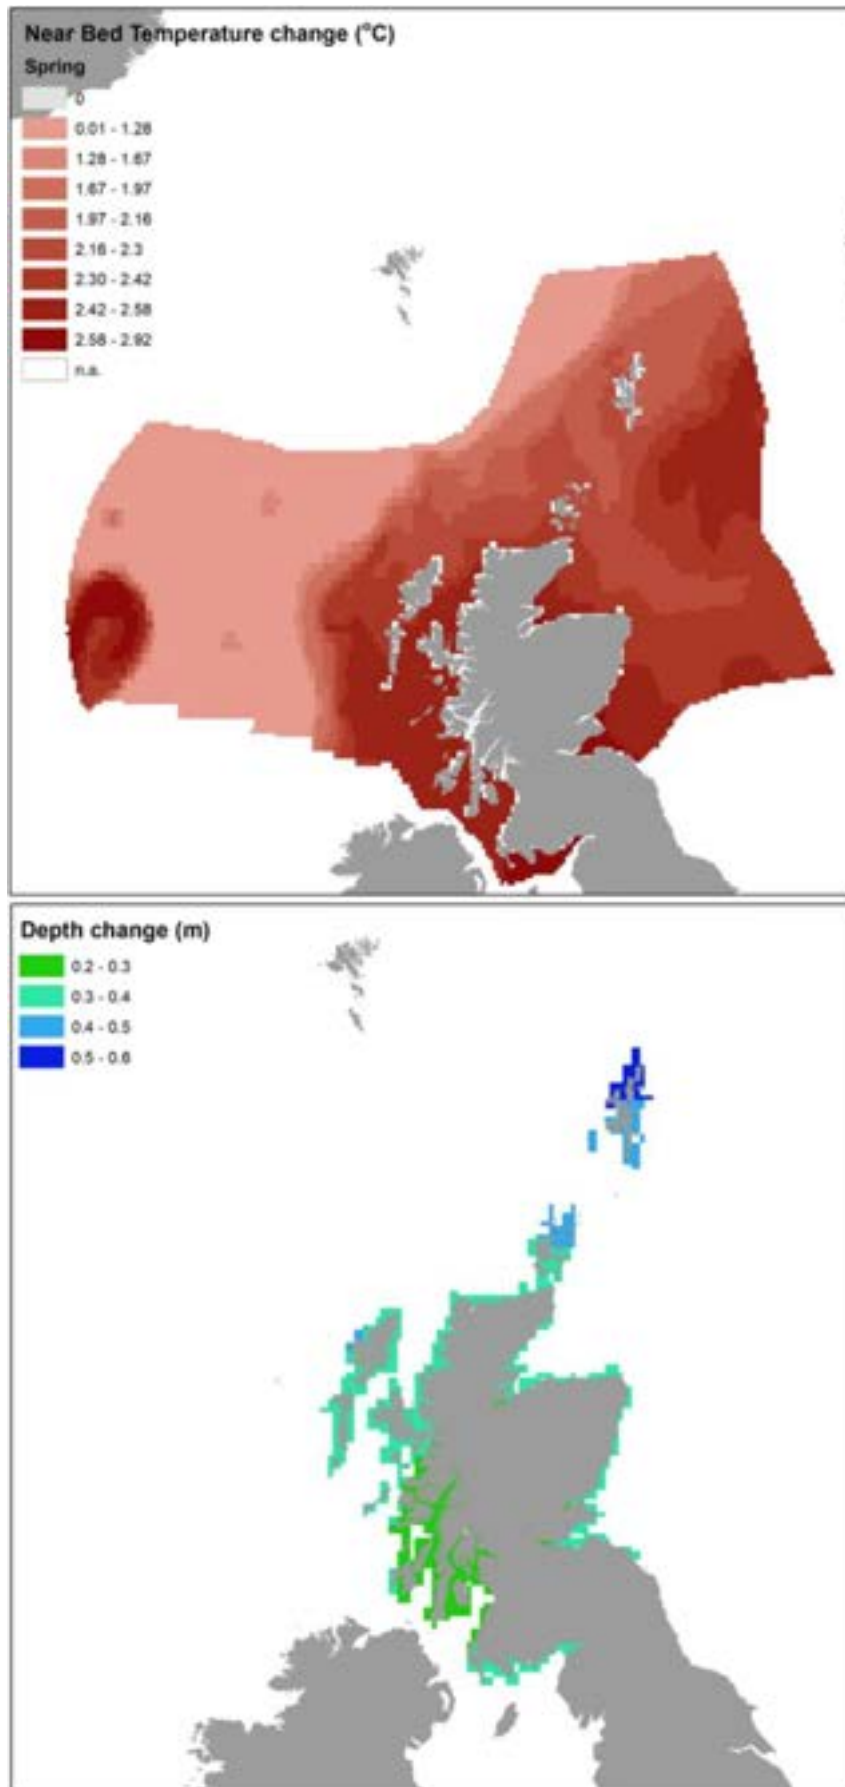 Near Bed Temperature change (°C)
Spring
0
0.01 - 1.28
1.28 - 1.67
1.67 - 1.97
1.97 - 2.16
2.16 - 2.3
2.30 - 2.42
2.42 - 2.58
2.58 - 2.92
n.a.
Depth change (m)
0.2 - 0.3
0.3 - 0.4
0.4 - 0.5
0.5 - 0.6